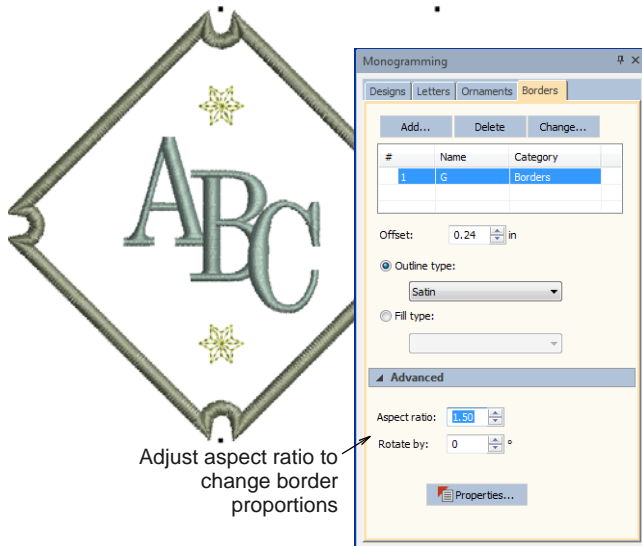 Monogramming
Designs Letters Ornaments Borders
Add... Delete Change...
# Name Category
1 G Borders
Offset: 0.24 in
Outline type:
Satin
Fill type:
Advanced
Aspect ratio: 1.50
Rotate by: 0 °
Properties...
ABC
Adjust aspect ratio to
change border
proportions